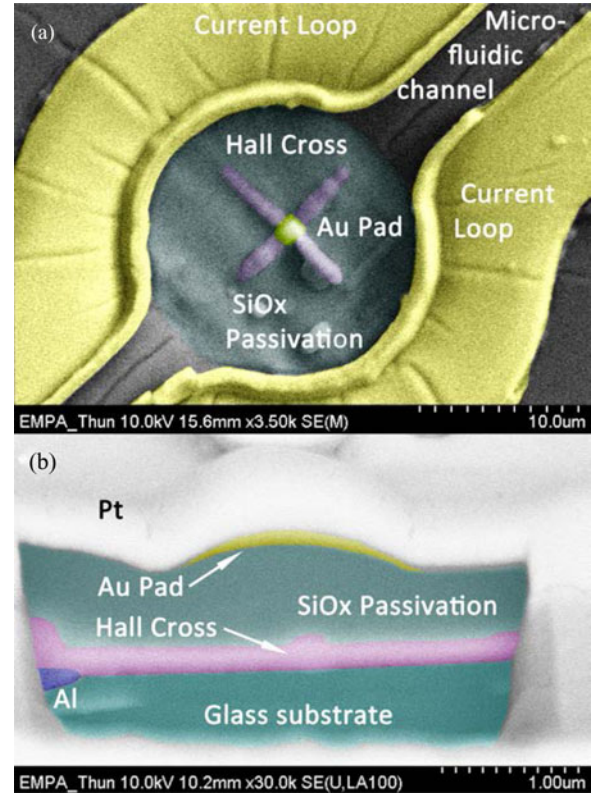 (a)
Current Loop
Micro-
fluidic
channel
Hall Cross
Au Pad
Current
Loop
SiOx
Passivation
EMPA_Thun 10.0kV 15.6mm x3.50k SE(M)
10.0um
(b)
Pt
Au Pad
SiOx Passivation
Hall Cross
Al
Glass substrate
EMPA_Thun 10.0kV 10.2mm x30.0k SE(U,LA100)
1.00um